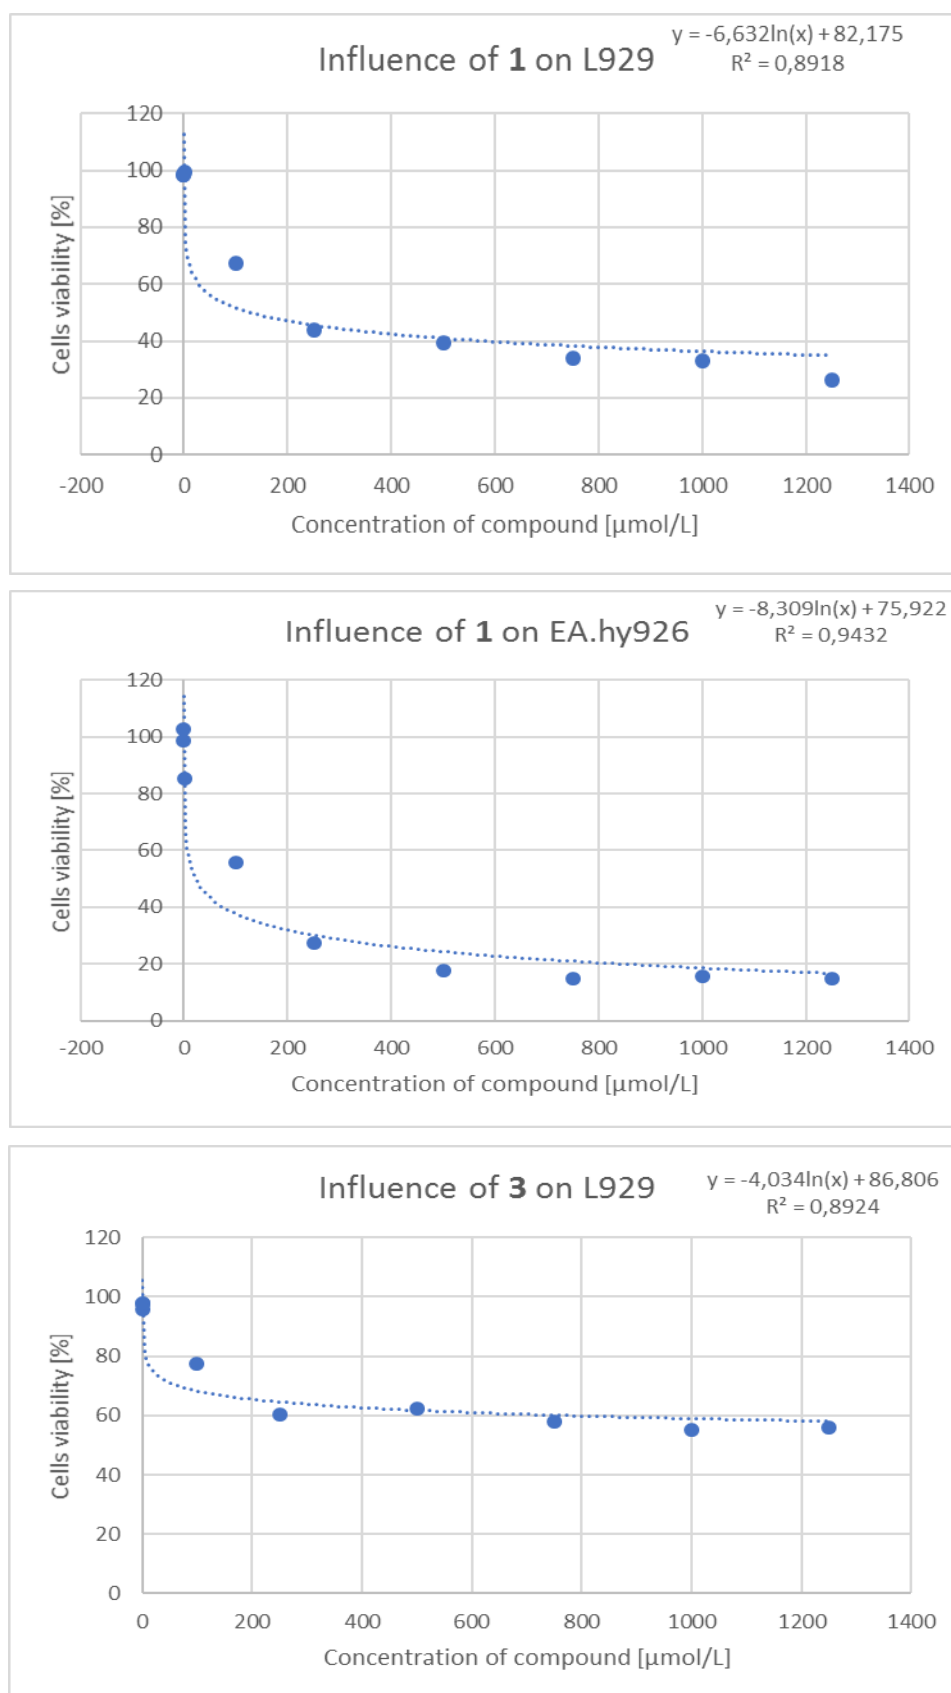 Influence of 1 on L929
y = -6,632ln(x) + 82,175
R² = 0,8918
120
100
80
60
40
20
0
Cells viability [%]
-200 0 200 400 600 800 1000 1200 1400
Concentration of compound [µmol/L]
Influence of 1 on EA.hy926
y = -8,309ln(x) + 75,922
R² = 0,9432
120
100
80
60
40
20
0
Cells viability [%]
-200 0 200 400 600 800 1000 1200 1400
Concentration of compound [µmol/L]
Influence of 3 on L929
y = -4,034ln(x) + 86,806
R² = 0,8924
120
100
80
60
40
20
0
Cells viability [%]
0 200 400 600 800 1000 1200 1400
Concentration of compound [µmol/L]